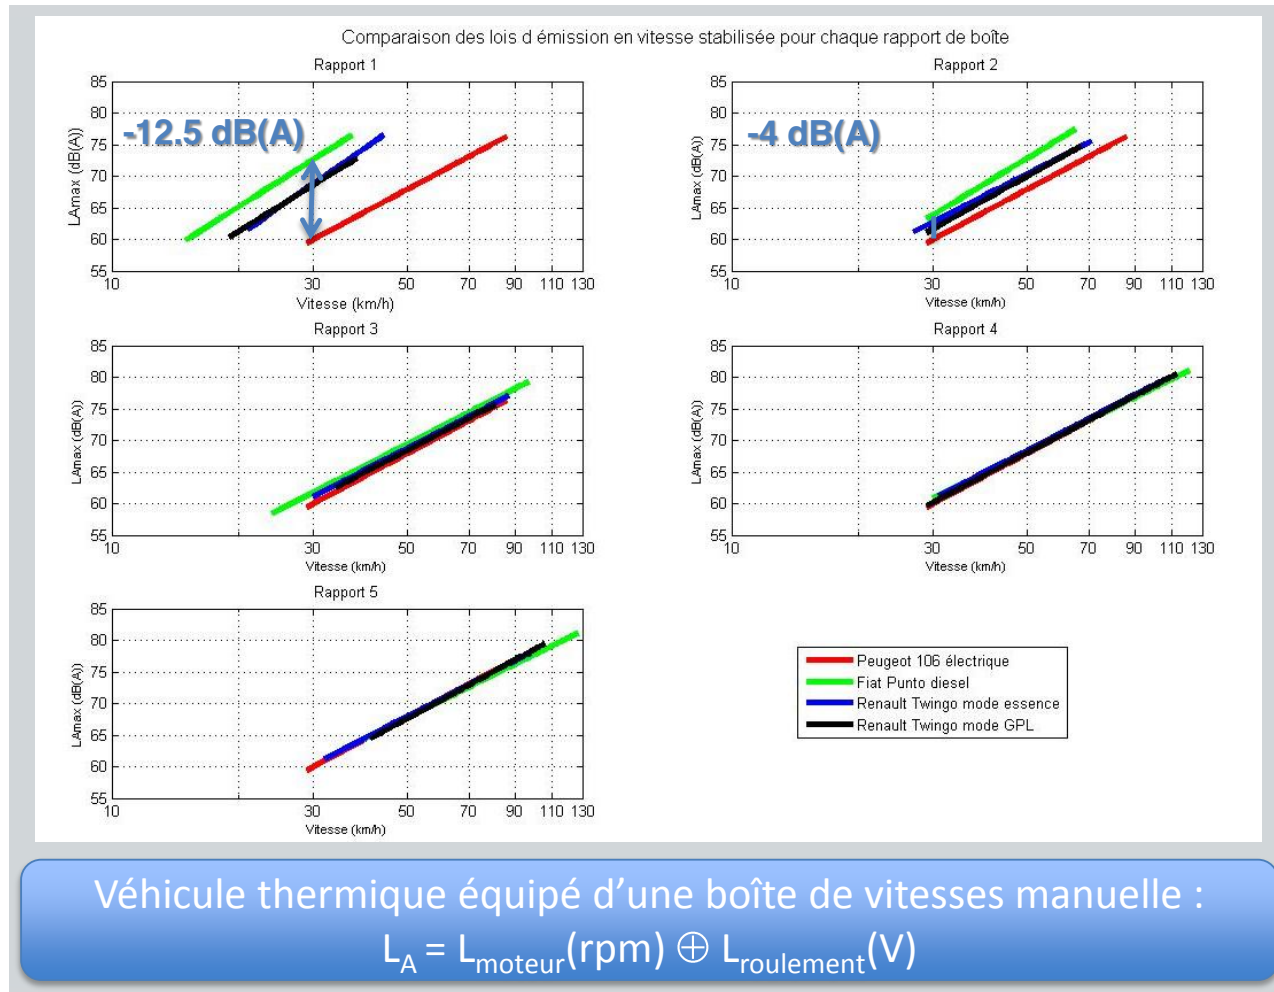 Comparaison des lois d émission en vitesse stabilisée pour chaque rapport de boîte
Rapport 1
85
80
75
70
65
60
55
LAmax (dB(A))
-12.5 dB(A)
10 30 50 70 90 110 130
Vitesse (km/h)
Rapport 2
85
80
75
70
65
60
55
LAmax (dB(A))
-4 dB(A)
10 30 50 70 90 110 130
Vitesse (km/h)
Rapport 3
85
80
75
70
65
60
55
LAmax (dB(A))
10 30 50 70 90 110 130
Vitesse (km/h)
Rapport 4
85
80
75
70
65
60
55
LAmax (dB(A))
10 30 50 70 90 110 130
Vitesse (km/h)
Rapport 5
85
80
75
70
65
60
55
LAmax (dB(A))
10 30 50 70 90 110 130
Vitesse (km/h)
Peugeot 106 électrique
Fiat Punto diesel
Renault Twingo mode essence
Renault Twingo mode GPL
Véhicule thermique équipé d’une boîte de vitesses manuelle :
L_A = L_moteur(rpm) ⊕ L_roulement(V)